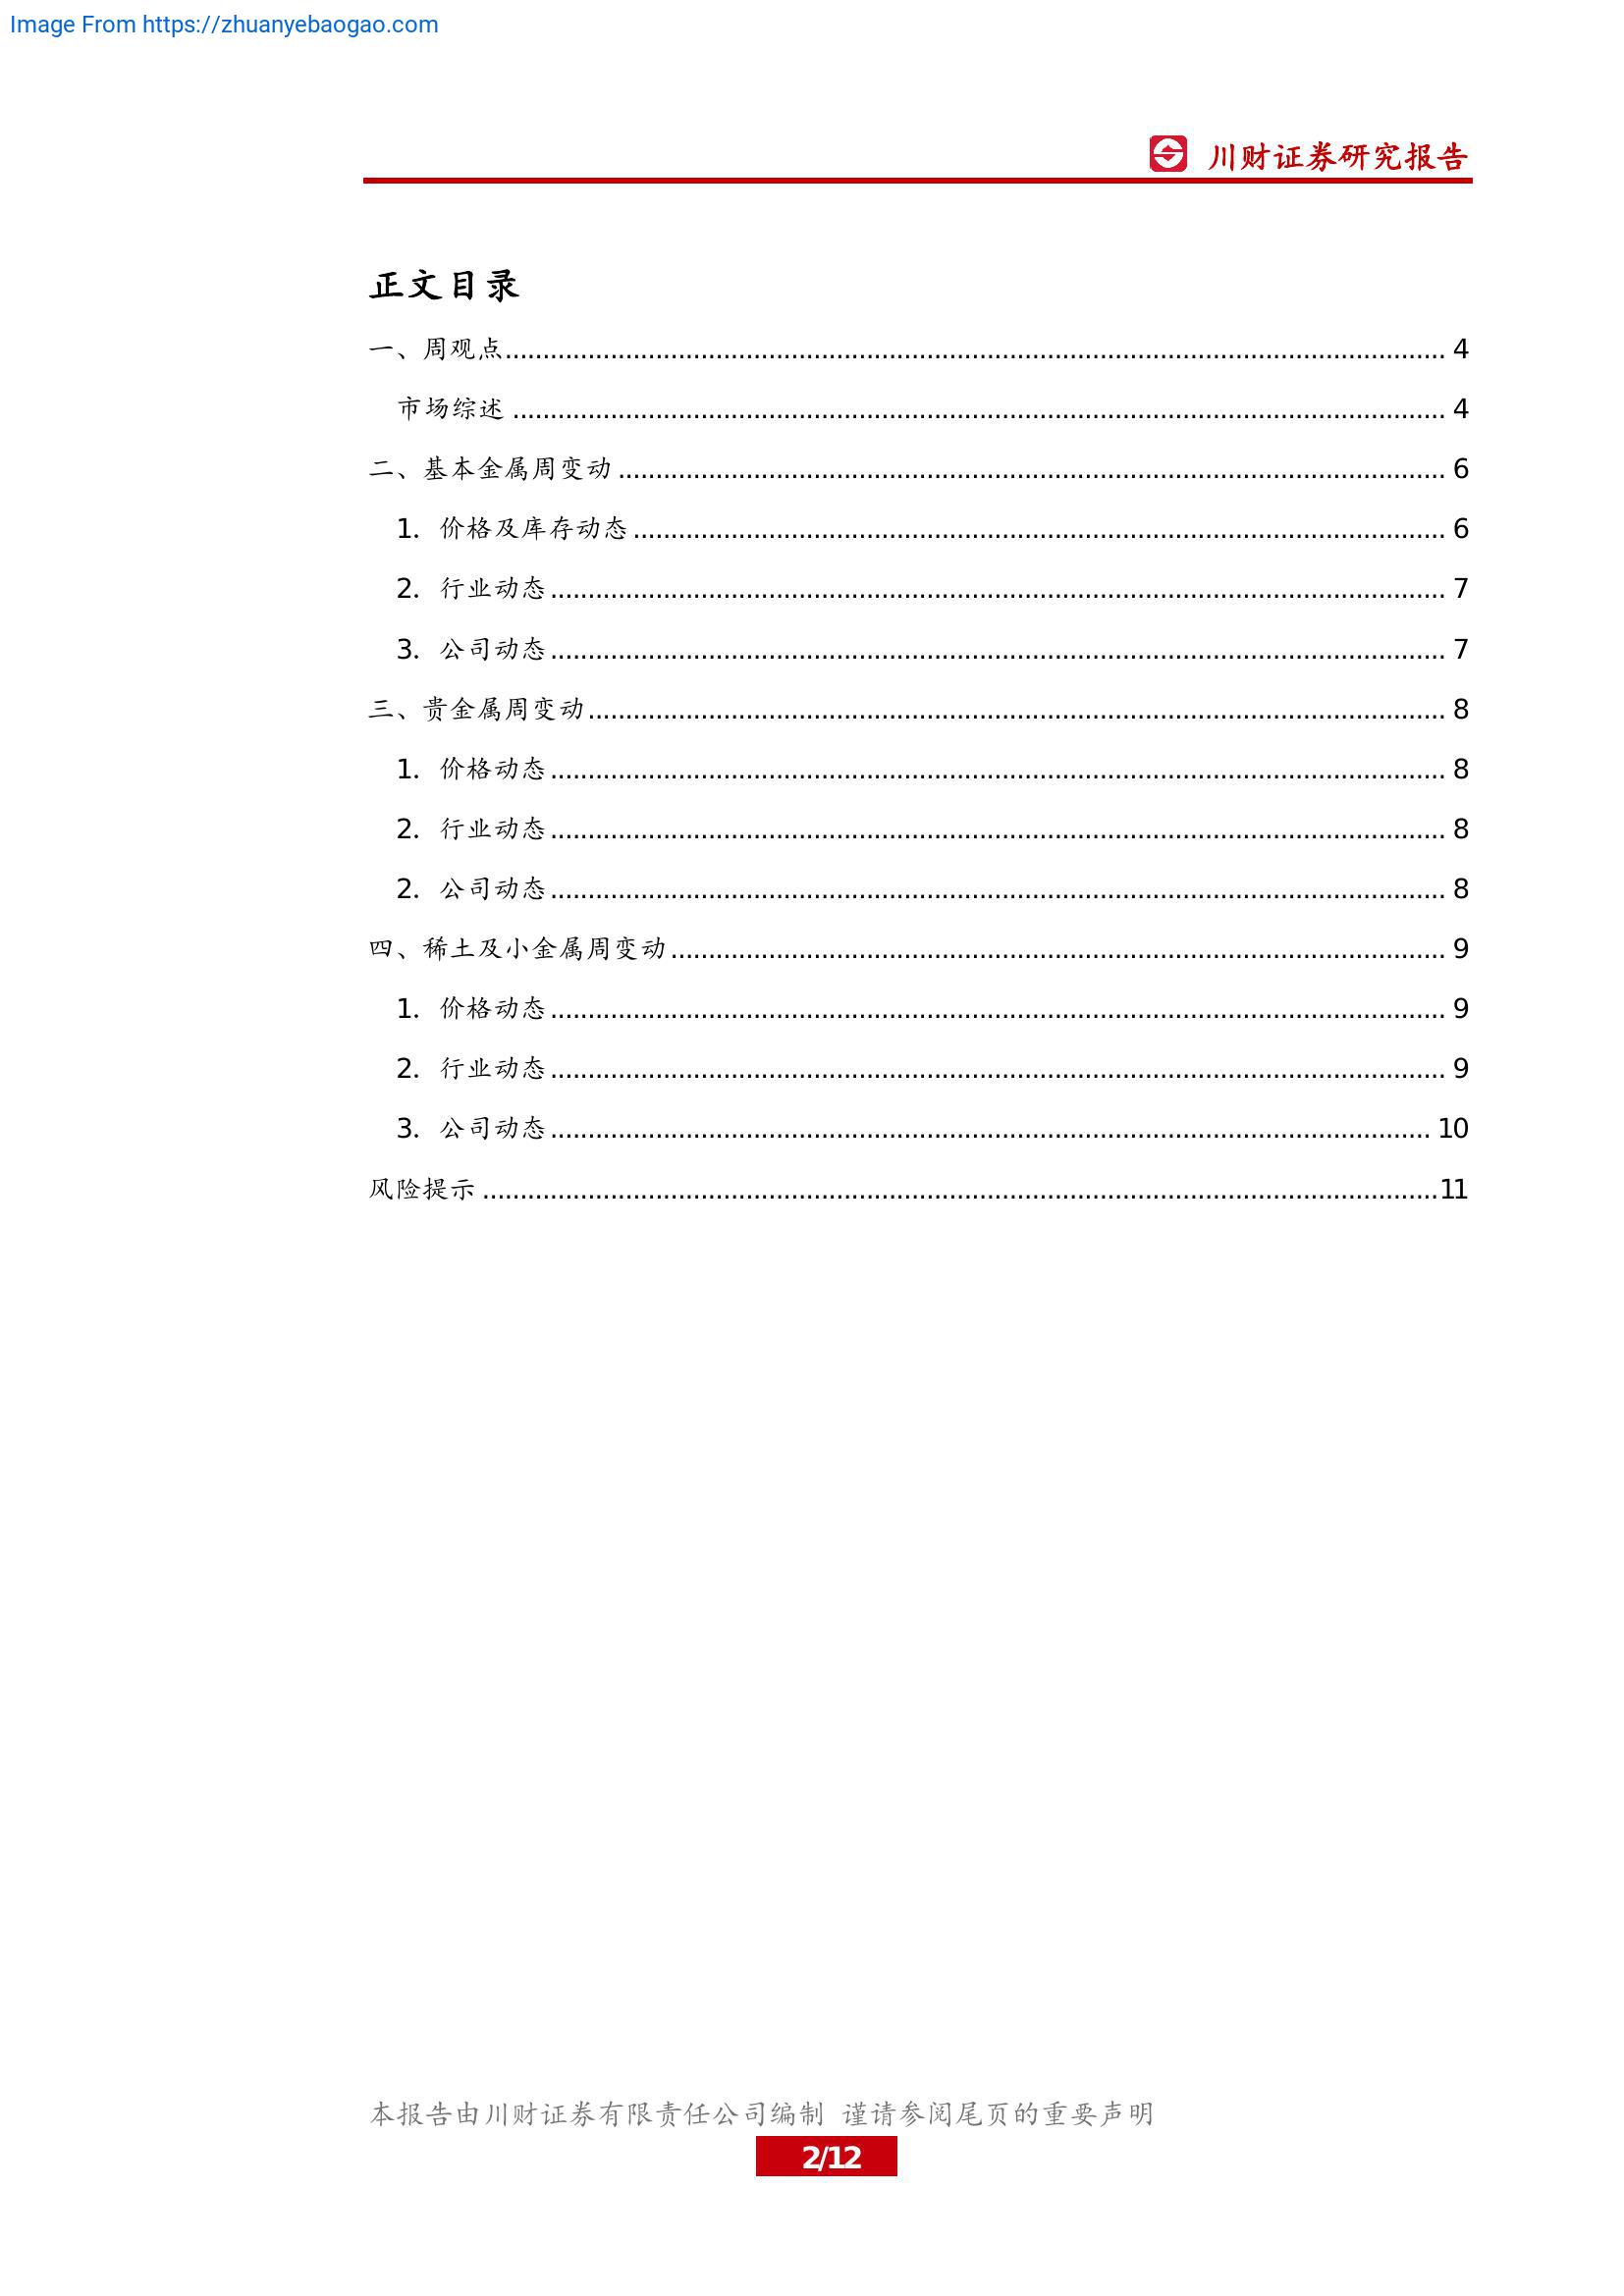 Image From https://zhuanyebaogao.com
川财证券研究报告
正文目录
一、周观点........................................................ 4
市场综述........................................................ 4
二、基本金属周变动........................................................ 6
1. 价格及库存动态........................................................ 6
2. 行业动态........................................................ 7
3. 公司动态........................................................ 7
三、贵金属周变动........................................................ 8
1. 价格动态........................................................ 8
2. 行业动态........................................................ 8
2. 公司动态........................................................ 8
四、稀土及小金属周变动........................................................ 9
1. 价格动态........................................................ 9
2. 行业动态........................................................ 9
3. 公司动态........................................................ 10
风险提示........................................................11
本报告由川财证券有限责任公司编制 谨请参阅尾页的重要声明
2/12